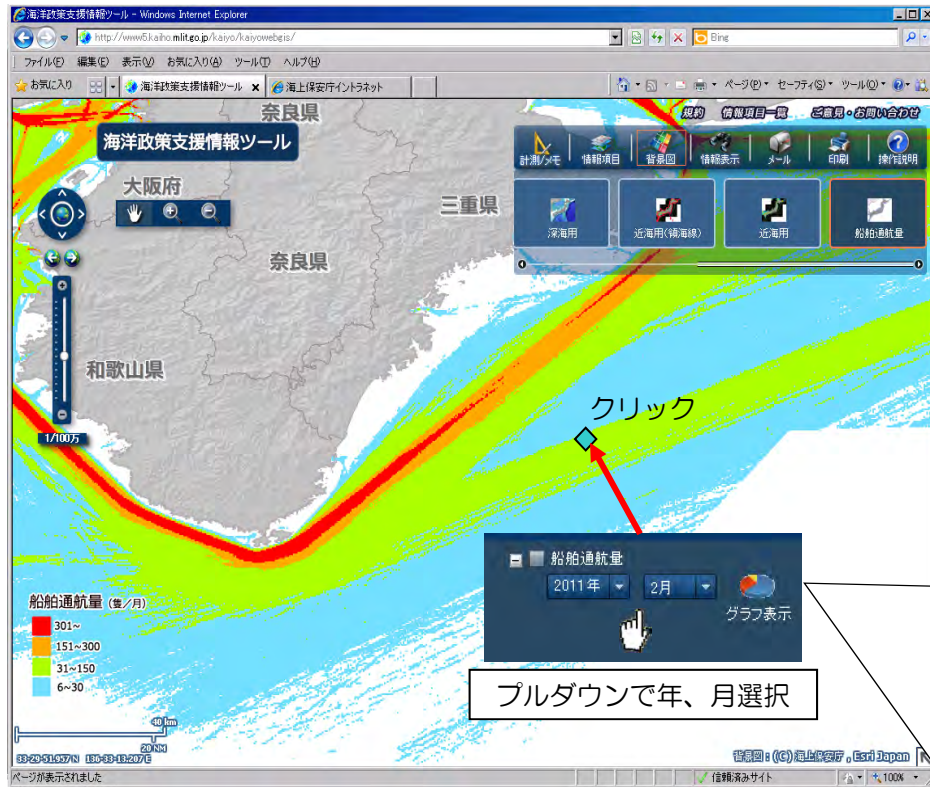 海洋政策支援情報ツール - Windows Internet Explorer
http://www5.kaiho.mlit.go.jp/kaiyo/kaiyowebgis/
Bing
ファイル(F) 編集(E) 表示(V) お気に入り(A) ツール(T) ヘルプ(H)
お気に入り 海洋政策支援情報ツール 海上保安庁イントラネット ページ(P) セーフティ(S) ツール(O)
規約 情報項目一覧 ご意見・お問い合わせ
奈良県
海洋政策支援情報ツール
計測/メモ 情報項目 背景図 情報表示 メール 印刷 操作説明
大阪府
三重県
深海用 近海用(領海線) 近海用 船舶通航量
奈良県
和歌山県
1/100万
クリック
船舶通航量
2011年 2月
グラフ表示
プルダウンで年、月選択
船舶通航量 (隻/月)
301~
151~300
31~150
6~30
40 km
20 NM
33-29-51.957 N 136-33-13.207 E
背景図 : (C) 海上保安庁 , Esri Japan
ページが表示されました 信頼済みサイト 100%